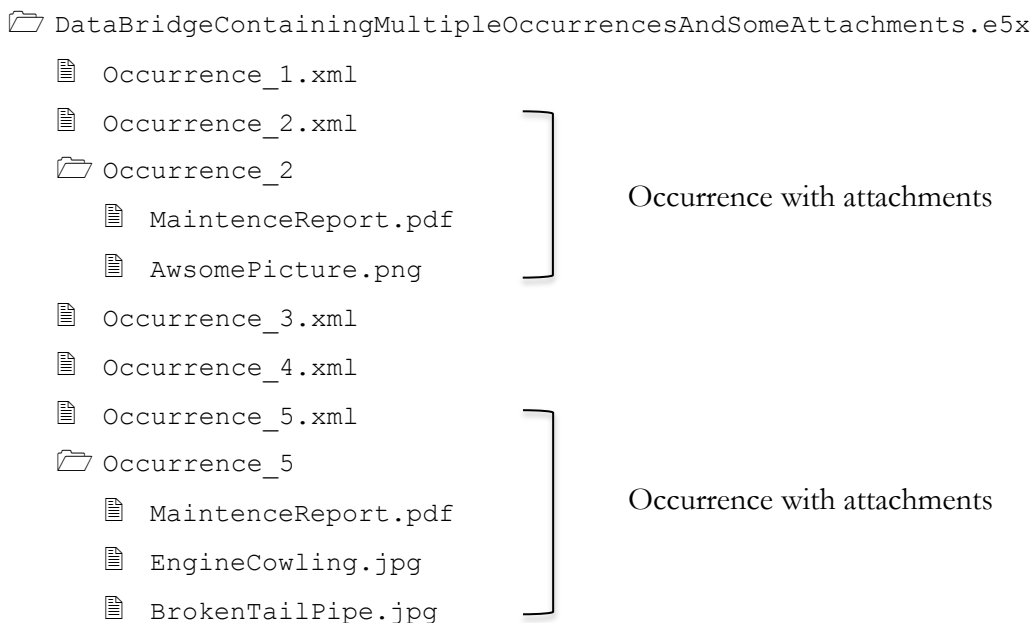 DataBridgeContainingMultipleOccurrencesAndSomeAttachments.e5x
Occurrence_1.xml
Occurrence_2.xml
Occurrence_2
Occurrence with attachments
MaintenceReport.pdf
AwsomePicture.png
Occurrence_3.xml
Occurrence_4.xml
Occurrence_5.xml
Occurrence_5
Occurrence with attachments
MaintenceReport.pdf
EngineCowling.jpg
BrokenTailPipe.jpg